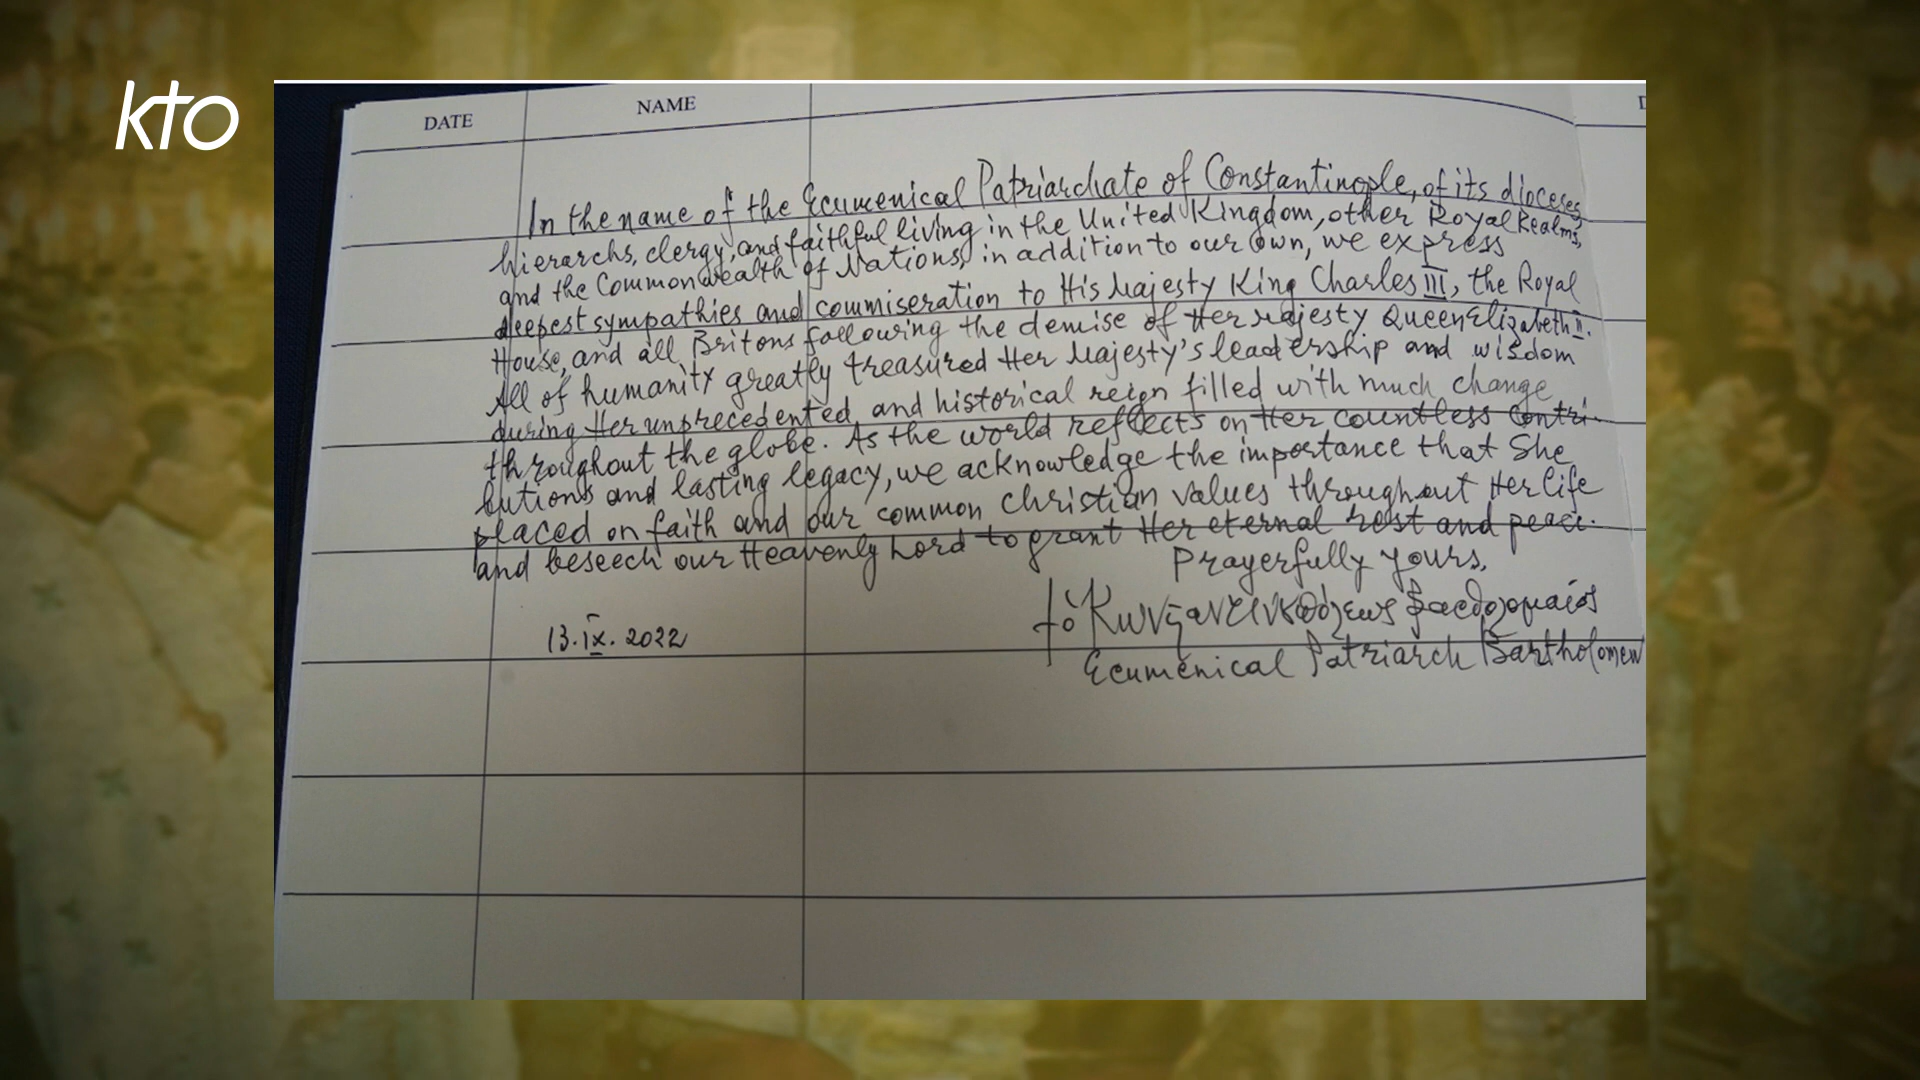 kto
DATE NAME D
In the name of the Ecumenical Patriarchate of Constantinople, of its dioceses,
hierarchs, clergy, and faithful living in the United Kingdom, other Royal Realms,
and the Commonwealth of Nations, in addition to our own, we express
deepest sympathies and commiseration to His Majesty King Charles III, the Royal
House, and all Britons following the demise of Her Majesty Queen Elizabeth II.
All of humanity greatly treasured Her Majesty's leadership and wisdom
during Her unprecedented and historical reign filled with much change
throughout the globe. As the world reflects on Her countless contri-
butions and lasting legacy, we acknowledge the importance that She
placed on faith and our common Christian values throughout Her life
and beseech our Heavenly Lord to grant Her eternal rest and peace.
Prayerfully yours,
† ὁ Κωνσταντινουπόλεως Βαρθολομαῖος
13.IX.2022
Ecumenical Patriarch Bartholomew